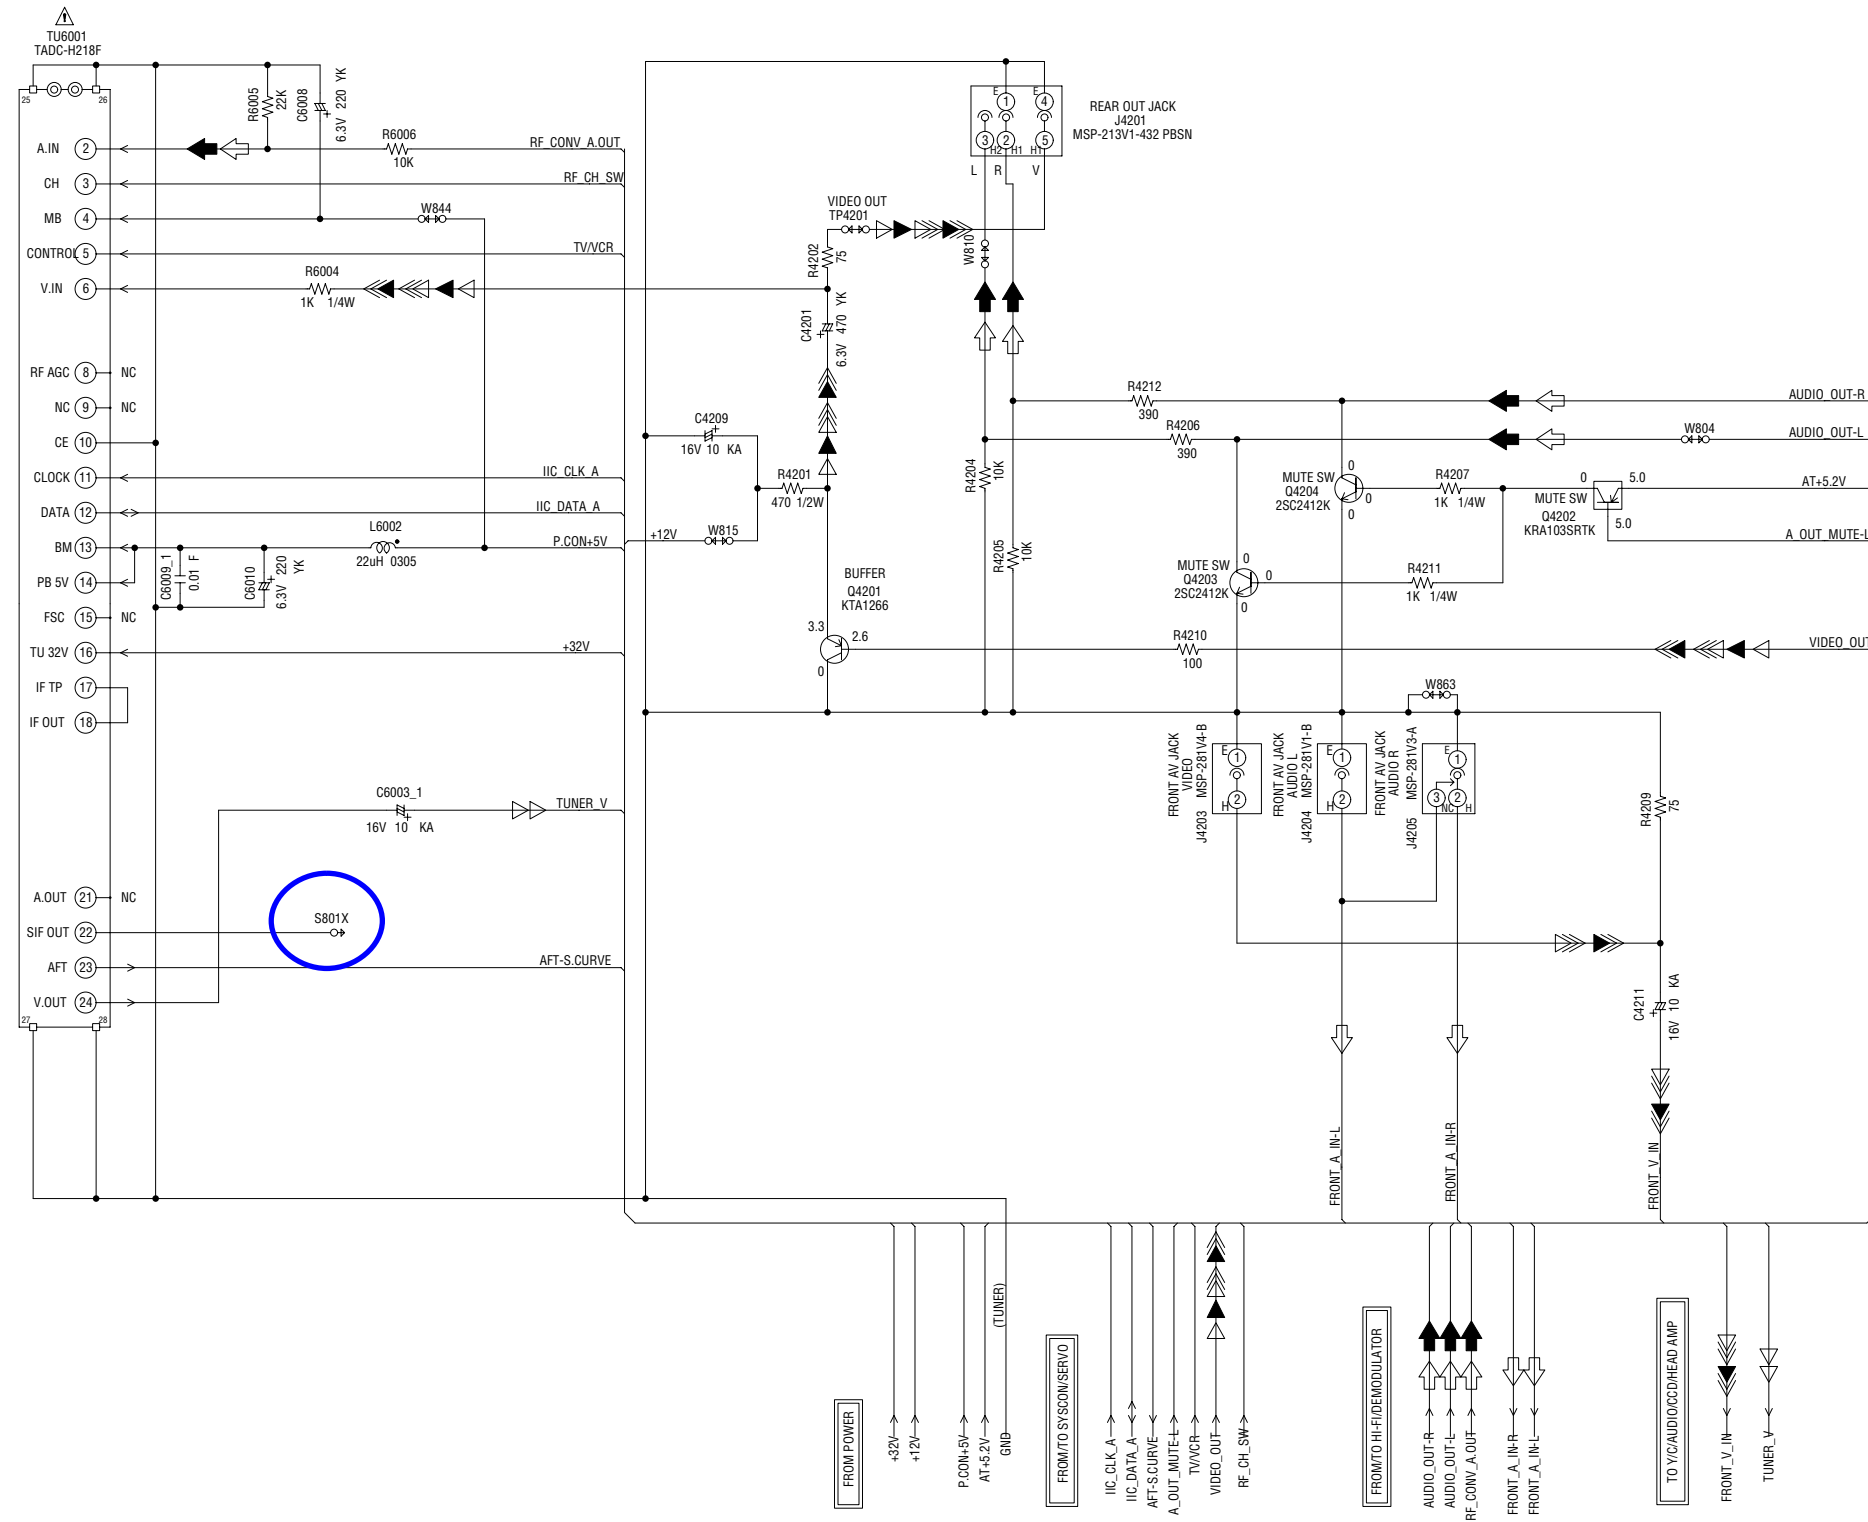 TU6001
TADC-H218F
25
26
R6005
22K
C6008
6.3V 220 YK
A.IN 2
R6006
10K
RF_CONV_A.OUT
CH 3
RF_CH_SW
MB 4
W844
CONTROL 5
TV/VCR
V.IN 6
R6004
1K 1/4W
RF AGC 8 NC
NC 9 NC
CE 10
CLOCK 11
IIC_CLK_A
DATA 12
IIC_DATA_A
BM 13
L6002
22uH 0305
P.CON+5V
PB 5V 14
C6009_1
0.01 F
C6010
6.3V 220
YK
FSC 15 NC
TU 32V 16
+32V
IF TP 17
IF OUT 18
C6003_1
16V 10 KA
TUNER_V
A.OUT 21 NC
S801X
SIF OUT 22
AFT 23
AFT-S.CURVE
V.OUT 24
27
28
REAR OUT JACK
J4201
MSP-213V1-432 PBSN
E 1
E 4
3 2 5
H2 H1 H1
L R V
VIDEO OUT
TP4201
R4202
75
W810
C4201
6.3V 470 YK
C4209
16V 10 KA
R4201
470 1/2W
+12V
W815
R4204
10K
R4205
10K
BUFFER
Q4201
KTA1266
3.3
2.6
0
R4212
390
AUDIO_OUT-R
R4206
390
W804
AUDIO_OUT-L
MUTE SW
Q4204
2SC2412K
0
0
0
R4207
1K 1/4W
0
5.0
MUTE SW
Q4202
KRA103SRTK
5.0
AT+5.2V
A_OUT_MUTE-L
MUTE SW
Q4203
2SC2412K
0
0
0
R4211
1K 1/4W
R4210
100
VIDEO_OUT
W863
FRONT AV JACK
VIDEO
J4203 MSP-281V4-B
E 1
H 2
FRONT AV JACK
AUDIO L
J4204 MSP-281V1-B
E 1
H 2
FRONT AV JACK
AUDIO R
J4205 MSP-281V3-A
E 1
3 2
NC H
R4209
75
C4211
16V 10 KA
FRONT_A_IN-L
FRONT_A_IN-R
FRONT_V_IN
FROM POWER
+32V
+12V
P.CON+5V
AT+5.2V
GND
(TUNER)
FROM/TO SYSCON/SERVO
IIC_CLK_A
IIC_DATA_A
AFT-S.CURVE
A_OUT_MUTE-L
TV/VCR
VIDEO_OUT
RF_CH_SW
FROM/TO HI-FI/DEMODULATOR
AUDIO_OUT-R
AUDIO_OUT-L
RF_CONV_A.OUT
FRONT_A_IN-R
FRONT_A_IN-L
TO Y/C/AUDIO/CCD/HEAD AMP
FRONT_V_IN
TUNER_V